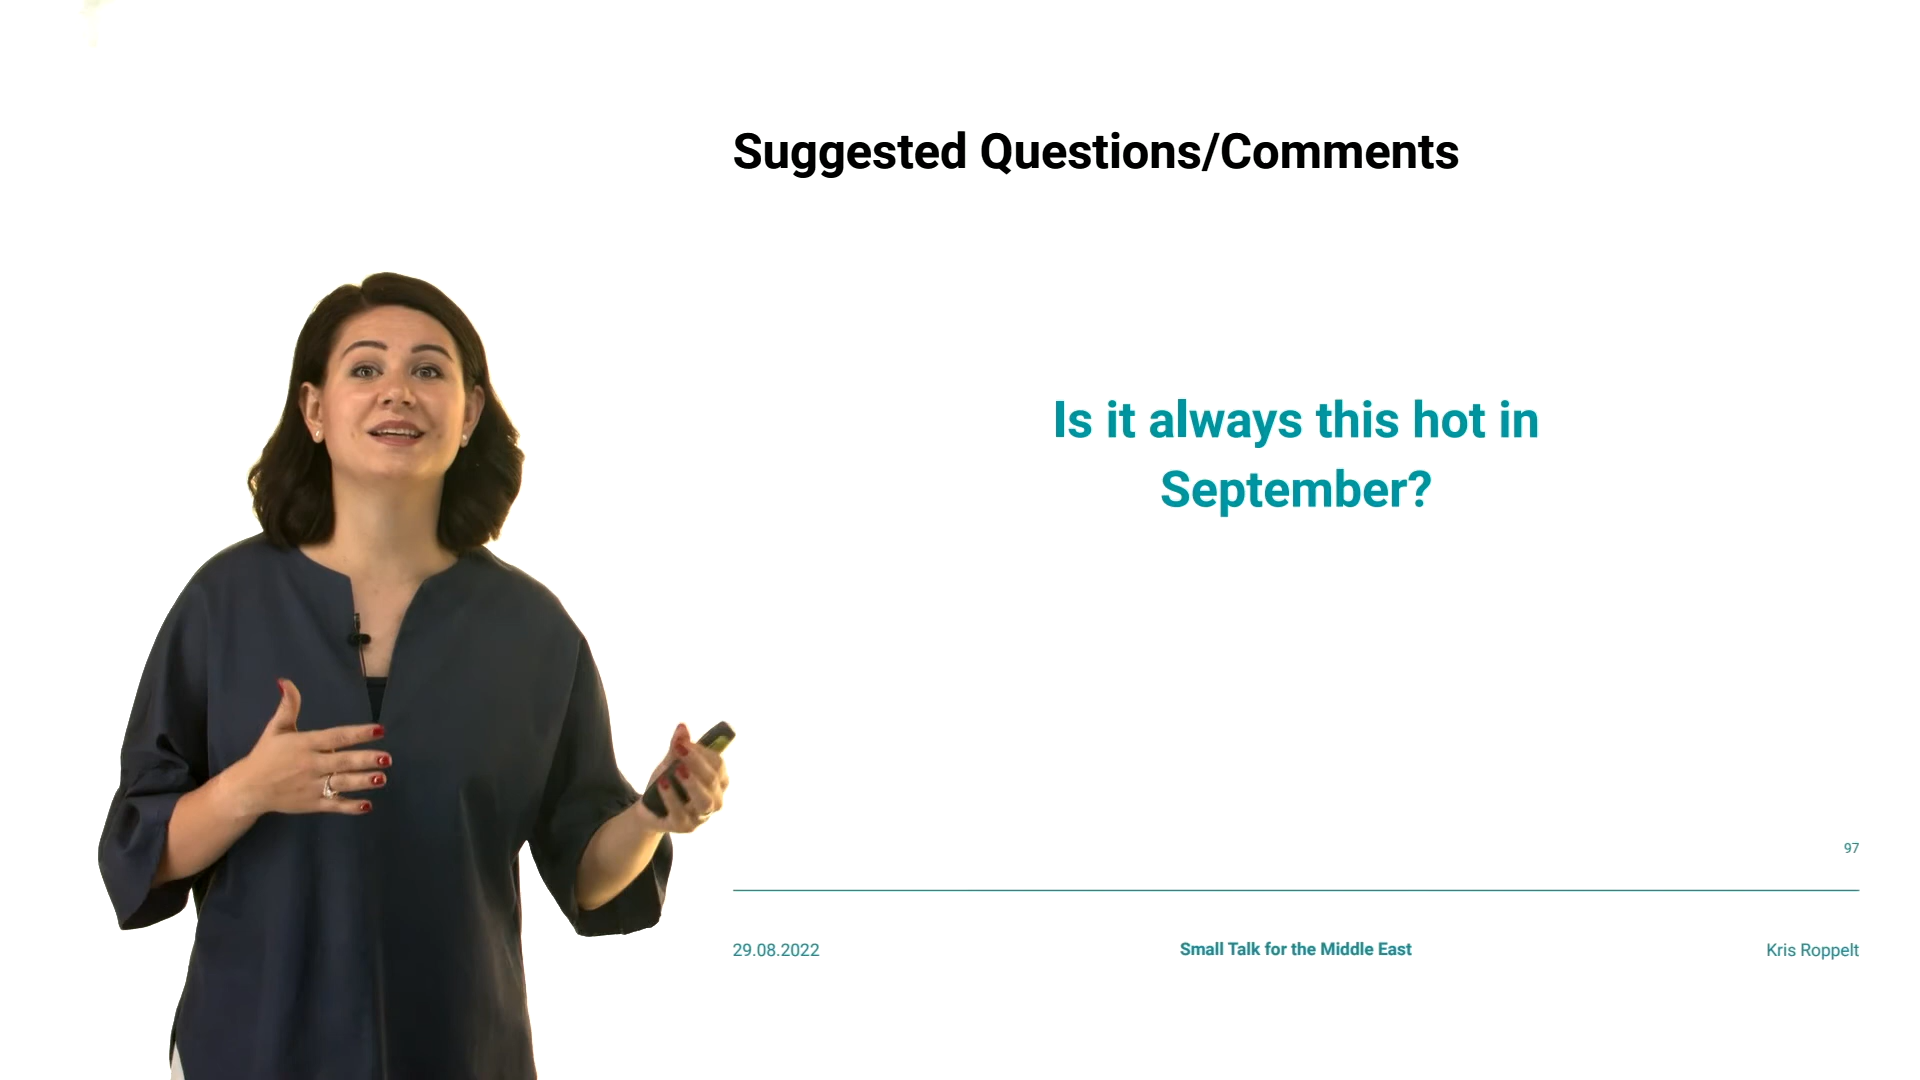 Suggested Questions/Comments
Is it always this hot in
September?
97
29.08.2022
Small Talk for the Middle East
Kris Roppelt